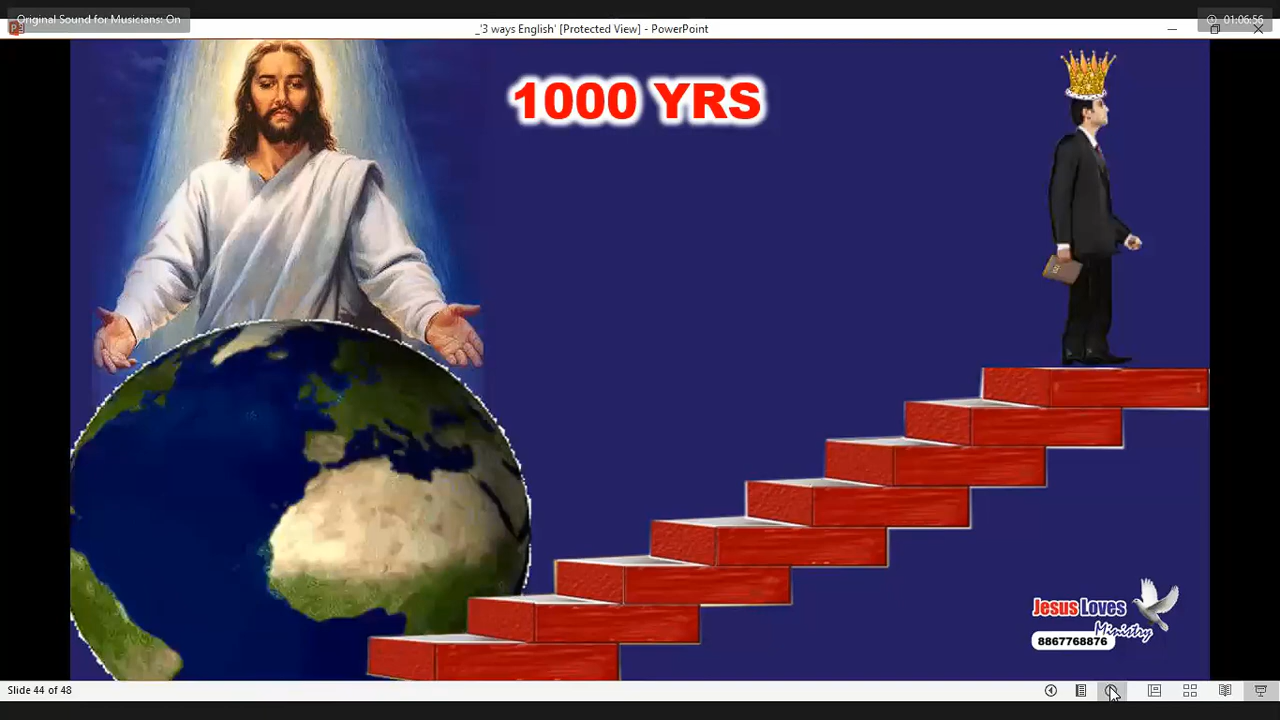 Original Sound for Musicians: On
01:06:56
_'3 ways English' [Protected View] - PowerPoint
1000 YRS
Jesus Loves
Ministry
8867768876
Slide 44 of 48